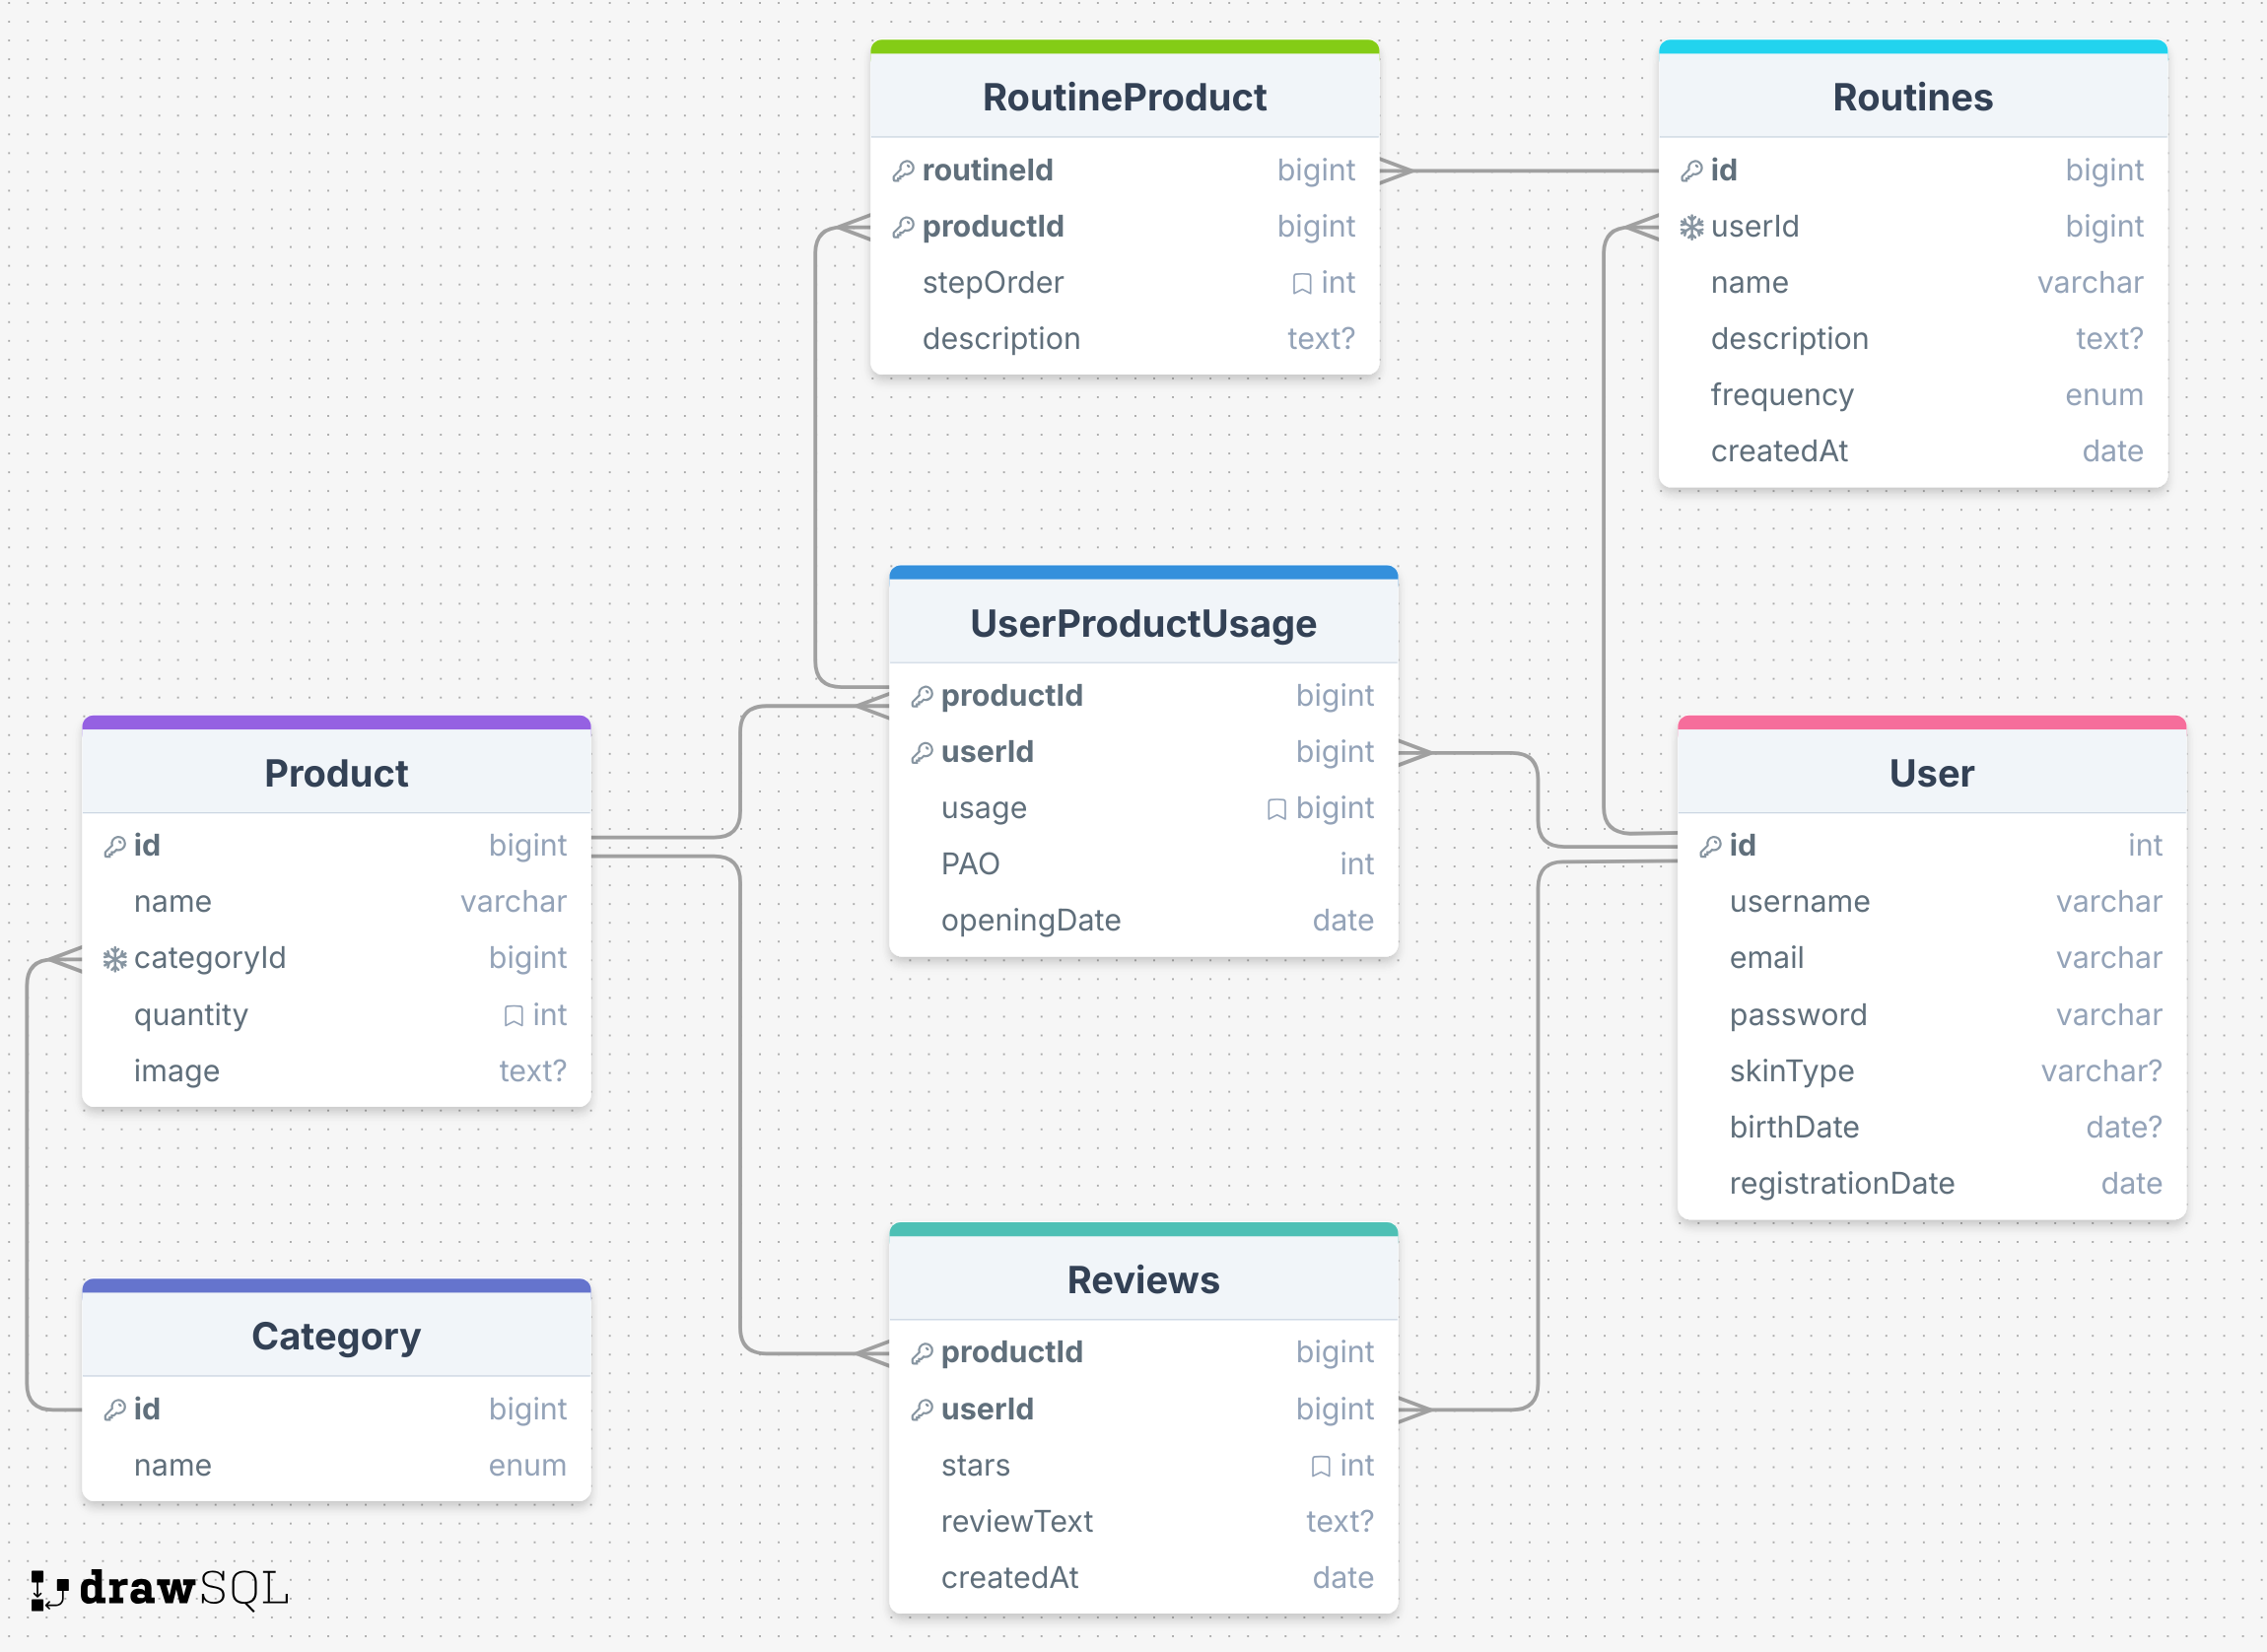 RoutineProduct
routineId bigint
productId bigint
stepOrder int
description text?
Routines
id bigint
userId bigint
name varchar
description text?
frequency enum
createdAt date
UserProductUsage
productId bigint
userId bigint
usage bigint
PAO int
openingDate date
Product
id bigint
name varchar
categoryId bigint
quantity int
image text?
User
id int
username varchar
email varchar
password varchar
skinType varchar?
birthDate date?
registrationDate date
Category
id bigint
name enum
Reviews
productId bigint
userId bigint
stars int
reviewText text?
createdAt date
drawSQL